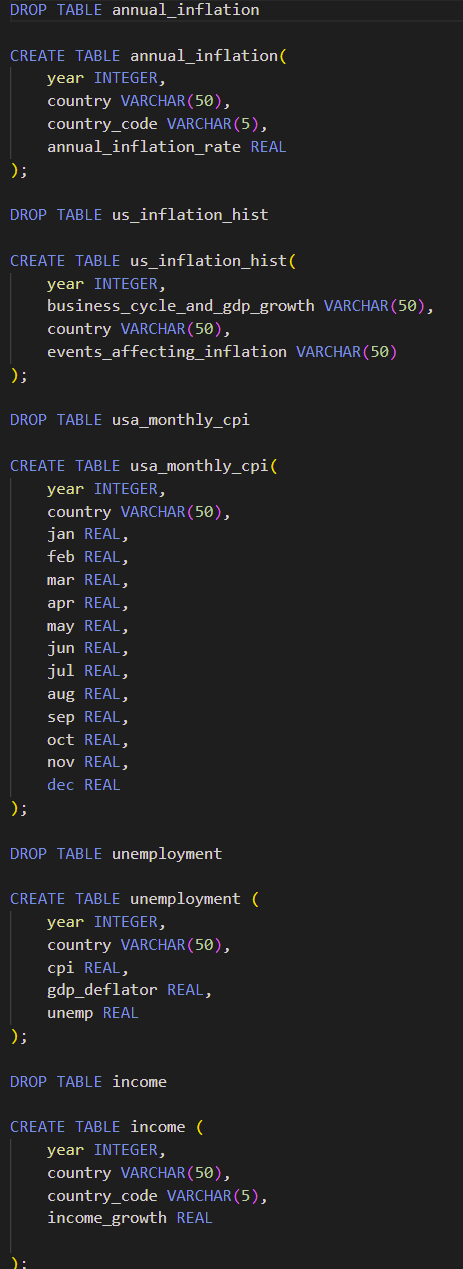 DROP TABLE annual_inflation
CREATE TABLE annual_inflation(
year INTEGER,
country VARCHAR(50),
country_code VARCHAR(5),
annual_inflation_rate REAL
);
DROP TABLE us_inflation_hist
CREATE TABLE us_inflation_hist(
year INTEGER,
business_cycle_and_gdp_growth VARCHAR(50),
country VARCHAR(50),
events_affecting_inflation VARCHAR(50)
);
DROP TABLE usa_monthly_cpi
CREATE TABLE usa_monthly_cpi(
year INTEGER,
country VARCHAR(50),
jan REAL,
feb REAL,
mar REAL,
apr REAL,
may REAL,
jun REAL,
jul REAL,
aug REAL,
sep REAL,
oct REAL,
nov REAL,
dec REAL
);
DROP TABLE unemployment
CREATE TABLE unemployment (
year INTEGER,
country VARCHAR(50),
cpi REAL,
gdp_deflator REAL,
unemp REAL
);
DROP TABLE income
CREATE TABLE income (
year INTEGER,
country VARCHAR(50),
country_code VARCHAR(5),
income_growth REAL
);